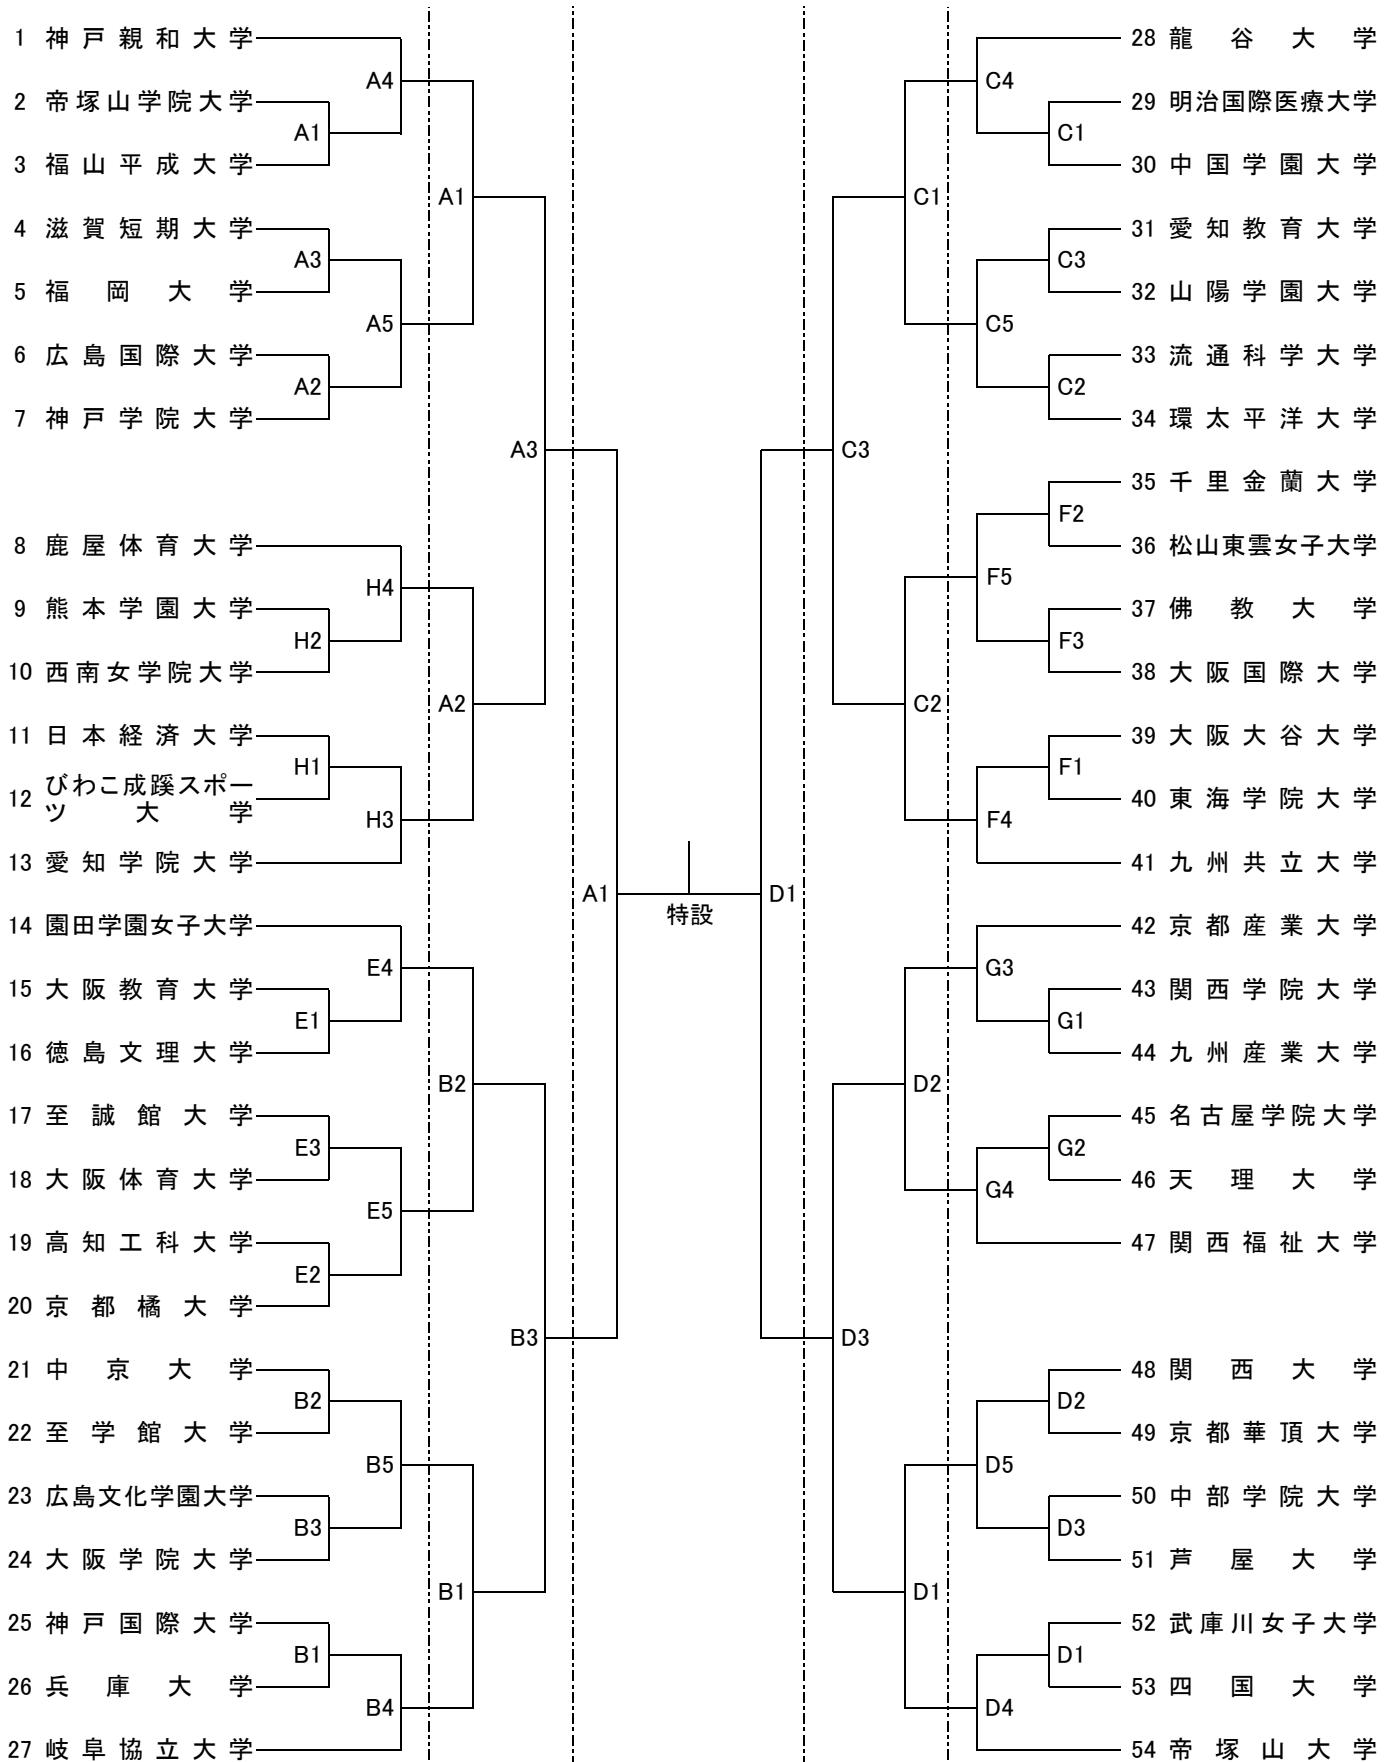 1 神戸親和大学
2 帝塚山学院大学
3 福山平成大学
4 滋賀短期大学
5 福岡大学
6 広島国際大学
7 神戸学院大学
8 鹿屋体育大学
9 熊本学園大学
10 西南女学院大学
11 日本経済大学
12 びわこ成蹊スポー
ツ大学
13 愛知学院大学
14 園田学園女子大学
15 大阪教育大学
16 徳島文理大学
17 至誠館大学
18 大阪体育大学
19 高知工科大学
20 京都橘大学
21 中京大学
22 至学館大学
23 広島文化学園大学
24 大阪学院大学
25 神戸国際大学
26 兵庫大学
27 岐阜協立大学
A1
A3
A2
H2
H1
E1
E3
E2
B2
B3
B1
A4
A5
H4
H3
E4
E5
B5
B4
A1
A2
B2
B1
A3
B3
A1
特設
D1
C3
D3
C1
C2
D2
D1
C4
C5
F5
F4
G3
G4
D5
D4
C1
C3
C2
F2
F3
F1
G1
G2
D2
D3
D1
28 龍谷大学
29 明治国際医療大学
30 中国学園大学
31 愛知教育大学
32 山陽学園大学
33 流通科学大学
34 環太平洋大学
35 千里金蘭大学
36 松山東雲女子大学
37 佛教大学
38 大阪国際大学
39 大阪大谷大学
40 東海学院大学
41 九州共立大学
42 京都産業大学
43 関西学院大学
44 九州産業大学
45 名古屋学院大学
46 天理大学
47 関西福祉大学
48 関西大学
49 京都華頂大学
50 中部学院大学
51 芦屋大学
52 武庫川女子大学
53 四国大学
54 帝塚山大学